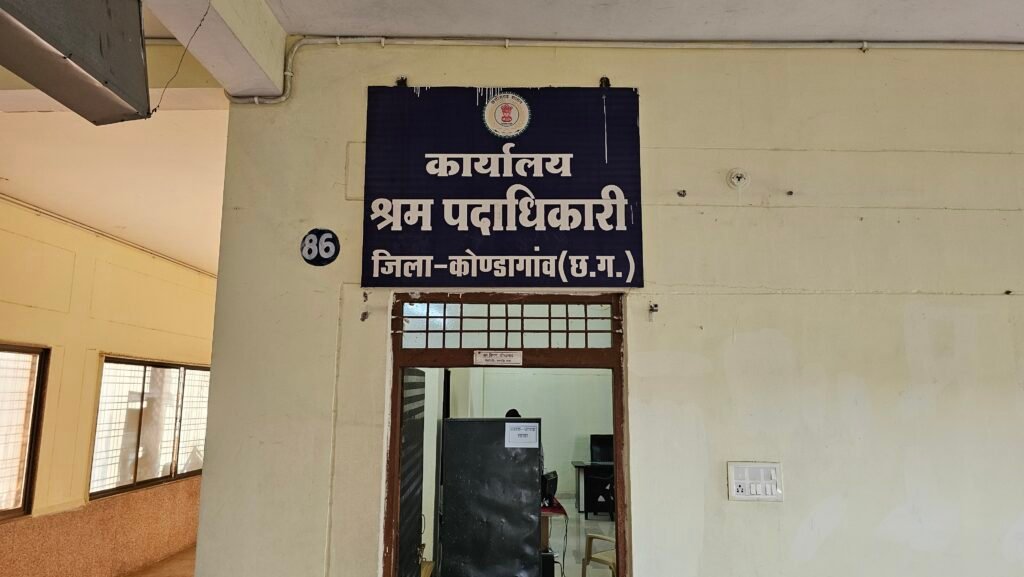 कार्यालय
श्रम पदाधिकारी
जिला-कोण्डागांव(छ.ग.)
86